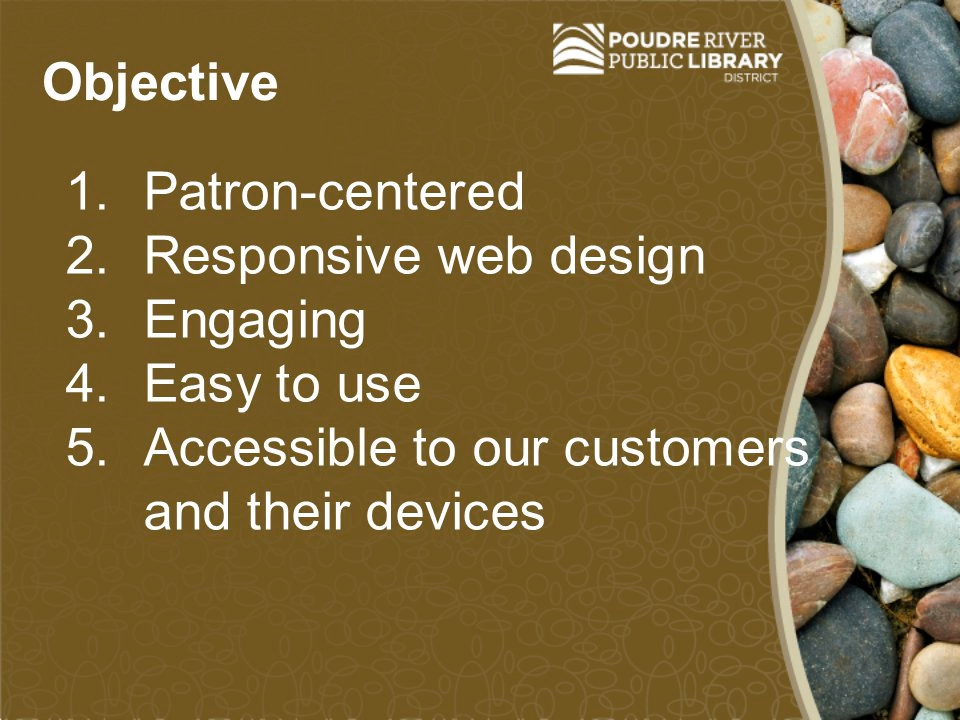 POUDRE RIVER
PUBLIC LIBRARY
DISTRICT
Objective
1. Patron-centered
2. Responsive web design
3. Engaging
4. Easy to use
5. Accessible to our customers
and their devices